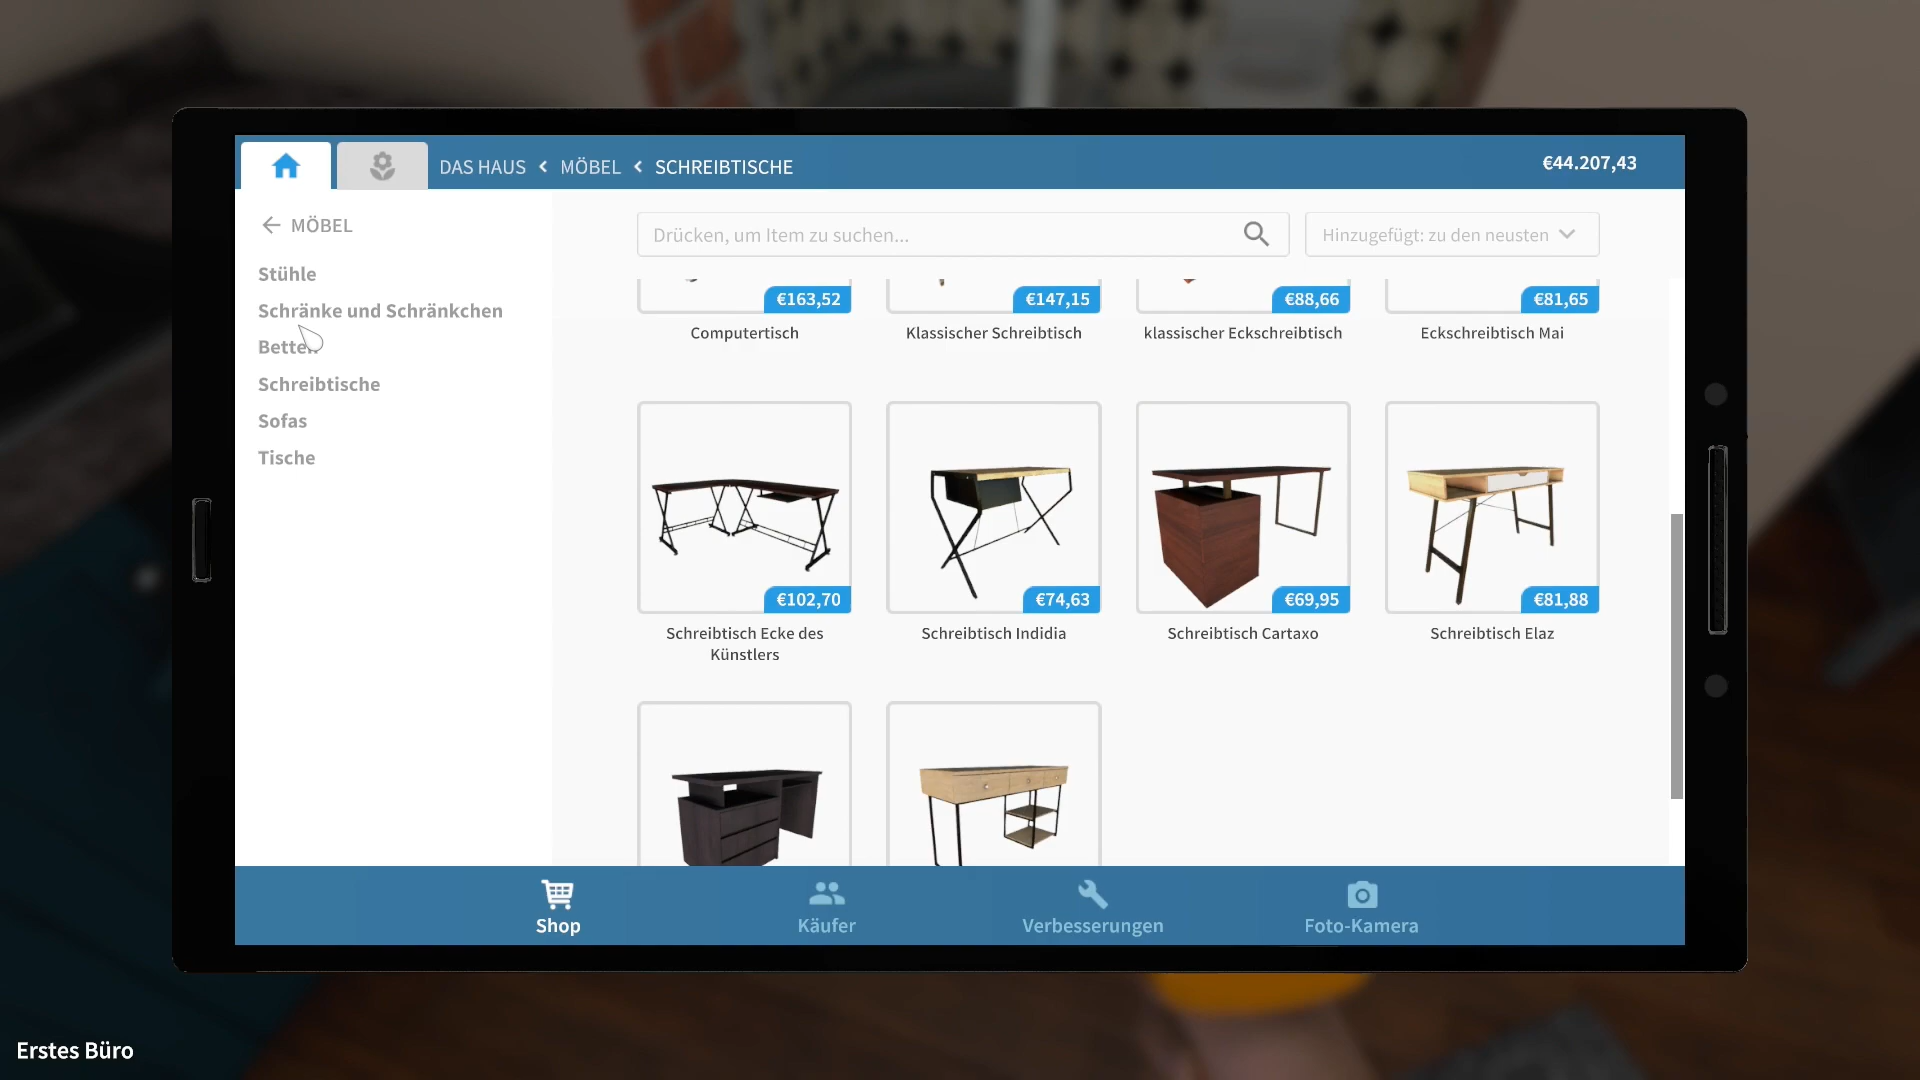 DAS HAUS
MÖBEL
SCHREIBTISCHE
€44.207,43
MÖBEL
Stühle
Schränke und Schränkchen
Betten
Schreibtische
Sofas
Tische
Drücken, um Item zu suchen...
Hinzugefügt: zu den neusten
€163,52
€147,15
€88,66
€81,65
Computertisch
Klassischer Schreibtisch
klassischer Eckschreibtisch
Eckschreibtisch Mai
€102,70
€74,63
€69,95
€81,88
Schreibtisch Ecke des
Künstlers
Schreibtisch Indidia
Schreibtisch Cartaxo
Schreibtisch Elaz
Shop
Käufer
Verbesserungen
Foto-Kamera
Erstes Büro